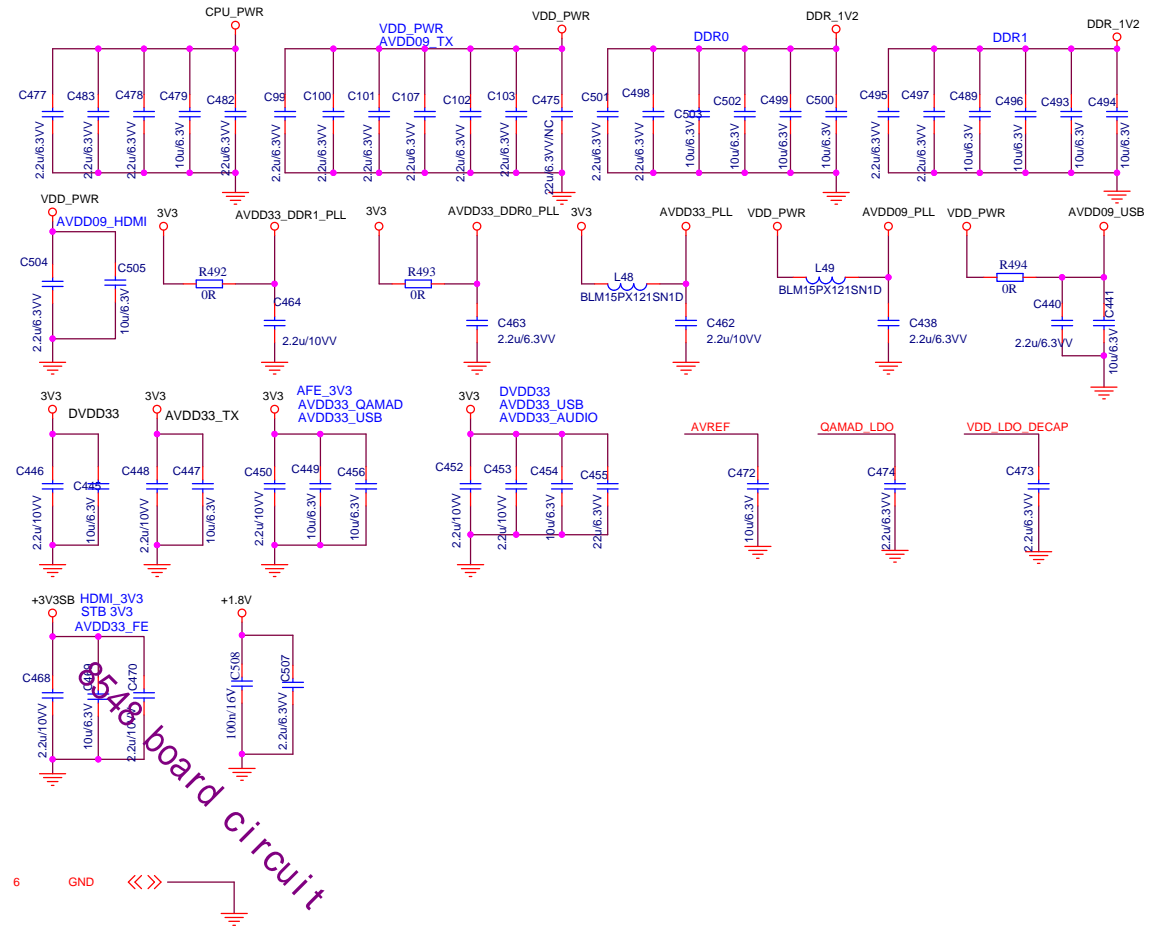 CPU_PWR
C477
2.2u/6.3VV
C483
2.2u/6.3VV
C478
2.2u/6.3VV
C479
10u/6.3V
C482
22u/6.3VV
VDD_PWR
AVDD09_TX
VDD_PWR
C99
2.2u/6.3VV
C100
2.2u/6.3VV
C101
2.2u/6.3VV
C107
2.2u/6.3VV
C102
2.2u/6.3VV
C103
22u/6.3VV
C475
22u/6.3VV/NC
DDR0
DDR_1V2
C501
2.2u/6.3VV
C498
2.2u/6.3VV
C503
10u/6.3V
C502
10u/6.3V
C499
10u/6.3V
C500
10u/6.3V
DDR1
DDR_1V2
C495
2.2u/6.3VV
C497
2.2u/6.3VV
C489
10u/6.3V
C496
10u/6.3V
C493
10u/6.3V
C494
10u/6.3V
VDD_PWR
AVDD09_HDMI
C504
2.2u/6.3VV
C505
10u/6.3V
3V3
AVDD33_DDR1_PLL
R492
0R
C464
2.2u/10VV
3V3
AVDD33_DDR0_PLL
R493
0R
C463
2.2u/6.3VV
3V3
AVDD33_PLL
L48
BLM15PX121SN1D
C462
2.2u/10VV
VDD_PWR
AVDD09_PLL
L49
BLM15PX121SN1D
C438
2.2u/6.3VV
VDD_PWR
AVDD09_USB
R494
0R
C440
2.2u/6.3VV
C441
10u/6.3V
3V3
DVDD33
C446
2.2u/10VV
C445
10u/6.3V
3V3
AVDD33_TX
C448
2.2u/10VV
C447
10u/6.3V
3V3
AFE_3V3
AVDD33_QAMAD
AVDD33_USB
C450
2.2u/10VV
C449
10u/6.3V
C456
2.2u/10VV
3V3
DVDD33
AVDD33_USB
AVDD33_AUDIO
C452
2.2u/10VV
C453
2.2u/10VV
C454
10u/6.3V
C455
22u/6.3VV
AVREF
C472
10u/6.3V
QAMAD_LDO
C474
2.2u/6.3VV
VDD_LDO_DECAP
C473
2.2u/6.3VV
+3V3SB
HDMI_3V3
STB 3V3
AVDD33_FE
C468
2.2u/10VV
10u/6.3V
C470
2.2u/10VV
+1.8V
C508
100n/16V
C507
2.2u/6.3VV
8548 board circuit
6 GND